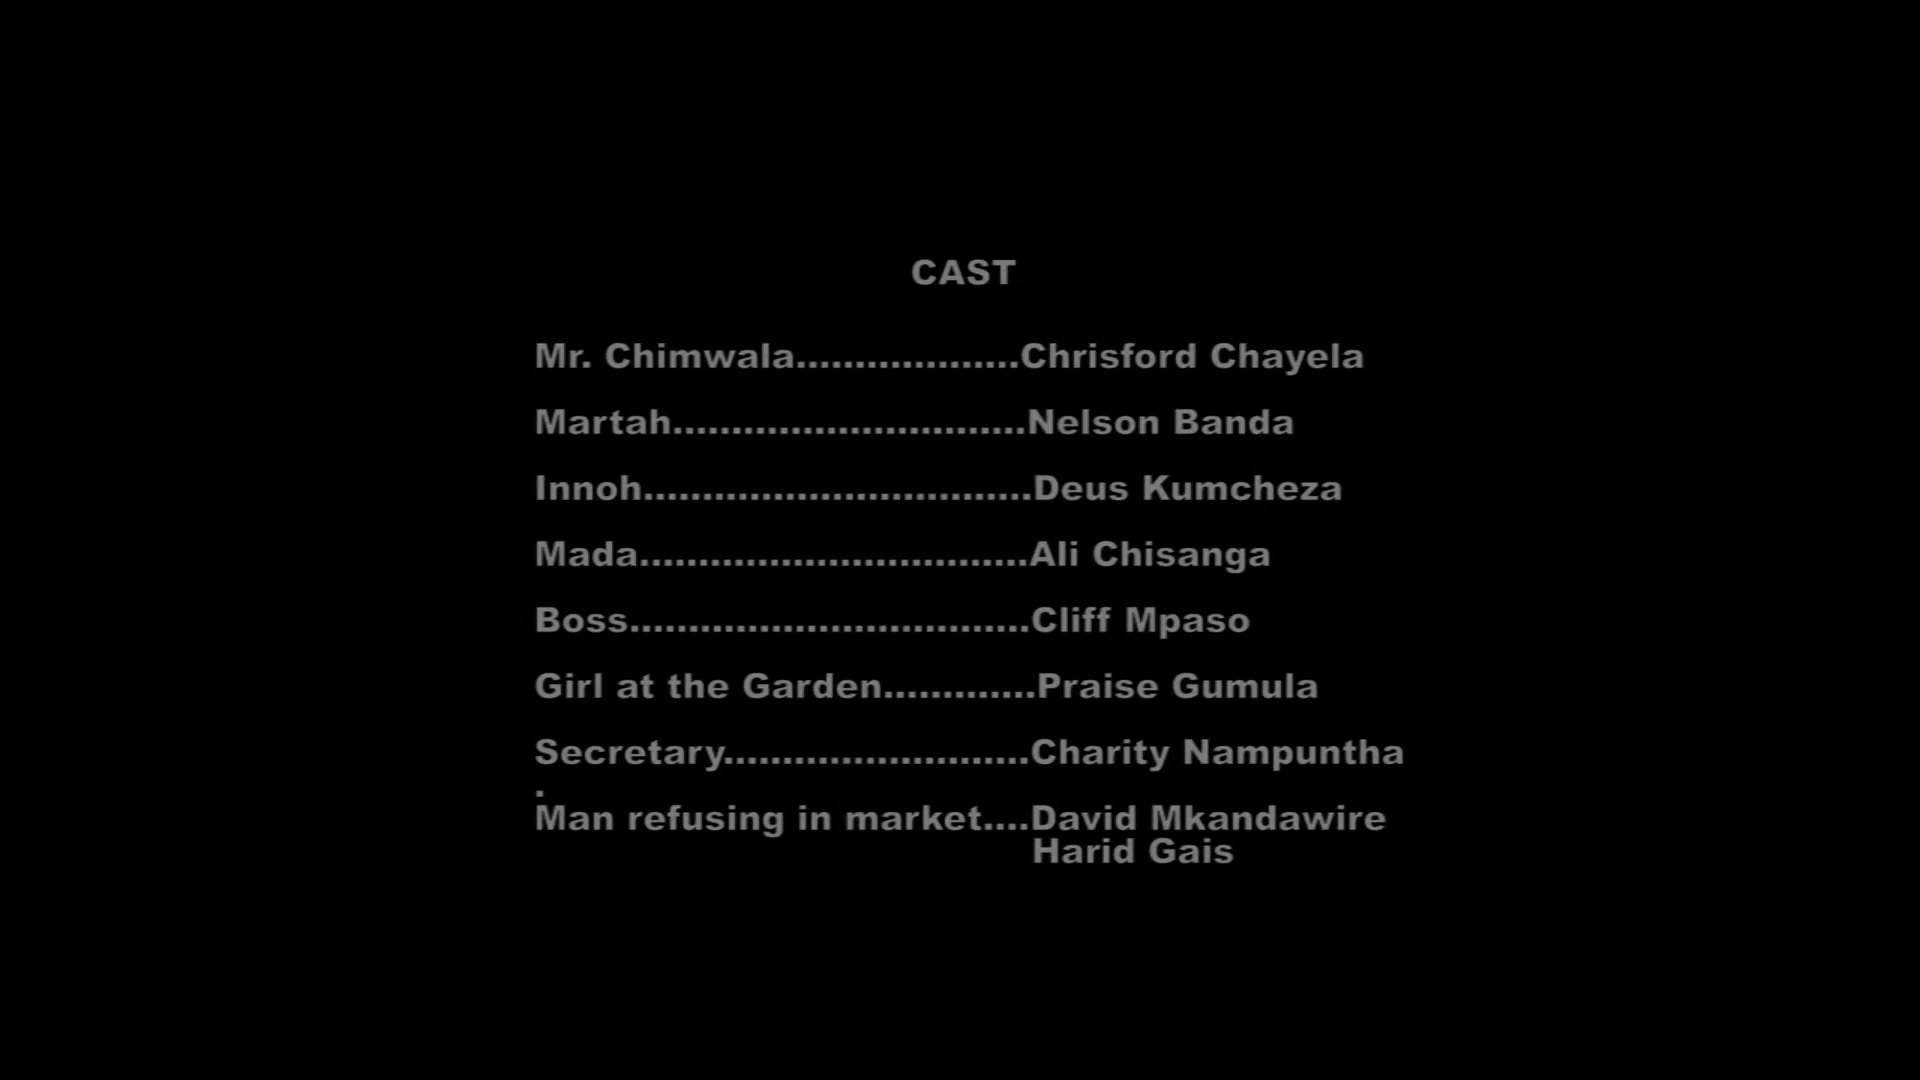 CAST
Mr. Chimwala...................Chrisford Chayela
Martah..............................Nelson Banda
Innoh.................................Deus Kumcheza
Mada.................................Ali Chisanga
Boss..................................Cliff Mpaso
Girl at the Garden.............Praise Gumula
Secretary..........................Charity Nampuntha
.
Man refusing in market....David Mkandawire
Harid Gais